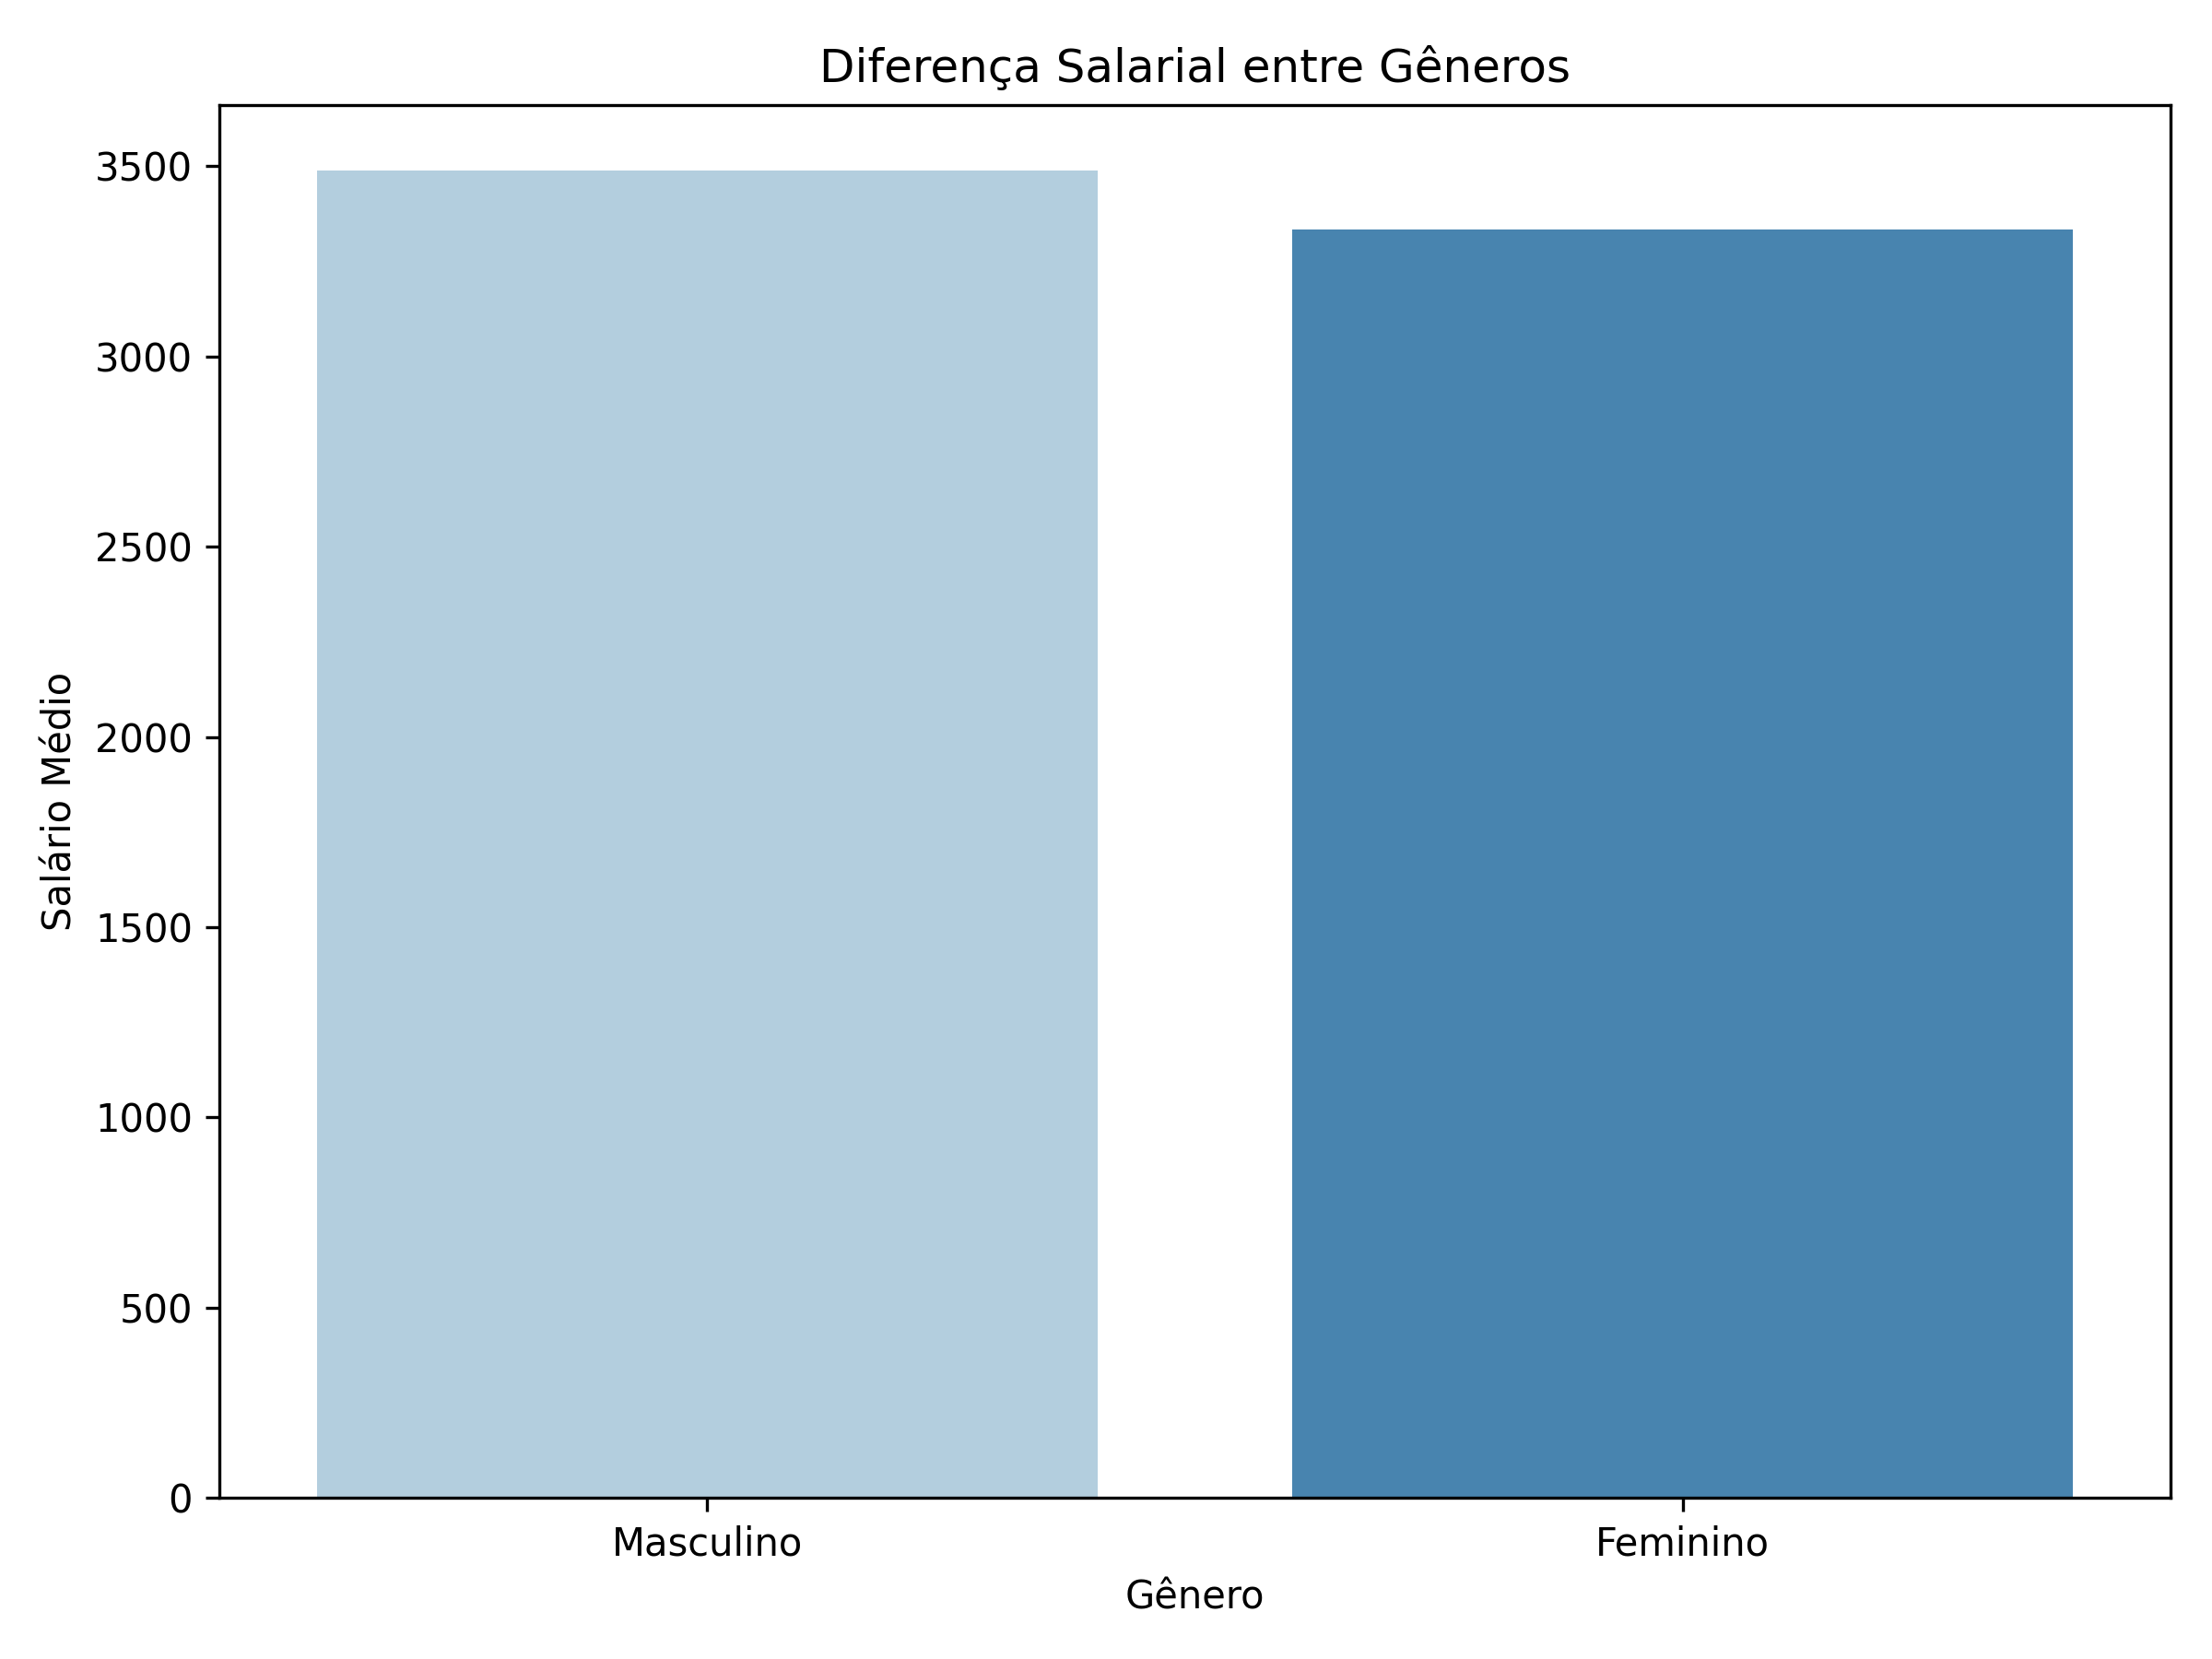 Diferença Salarial entre Gêneros
3500
3000
2500
2000
1500
1000
500
0
Salário Médio
Masculino
Feminino
Gênero